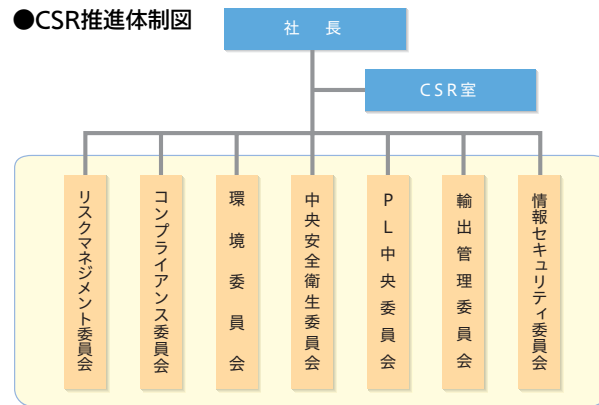 ●CSR推進体制図
社長
CSR室
リスクマネジメント委員会
コンプライアンス委員会
環境委員会
中央安全衛生委員会
PL中央委員会
輸出管理委員会
情報セキュリティ委員会